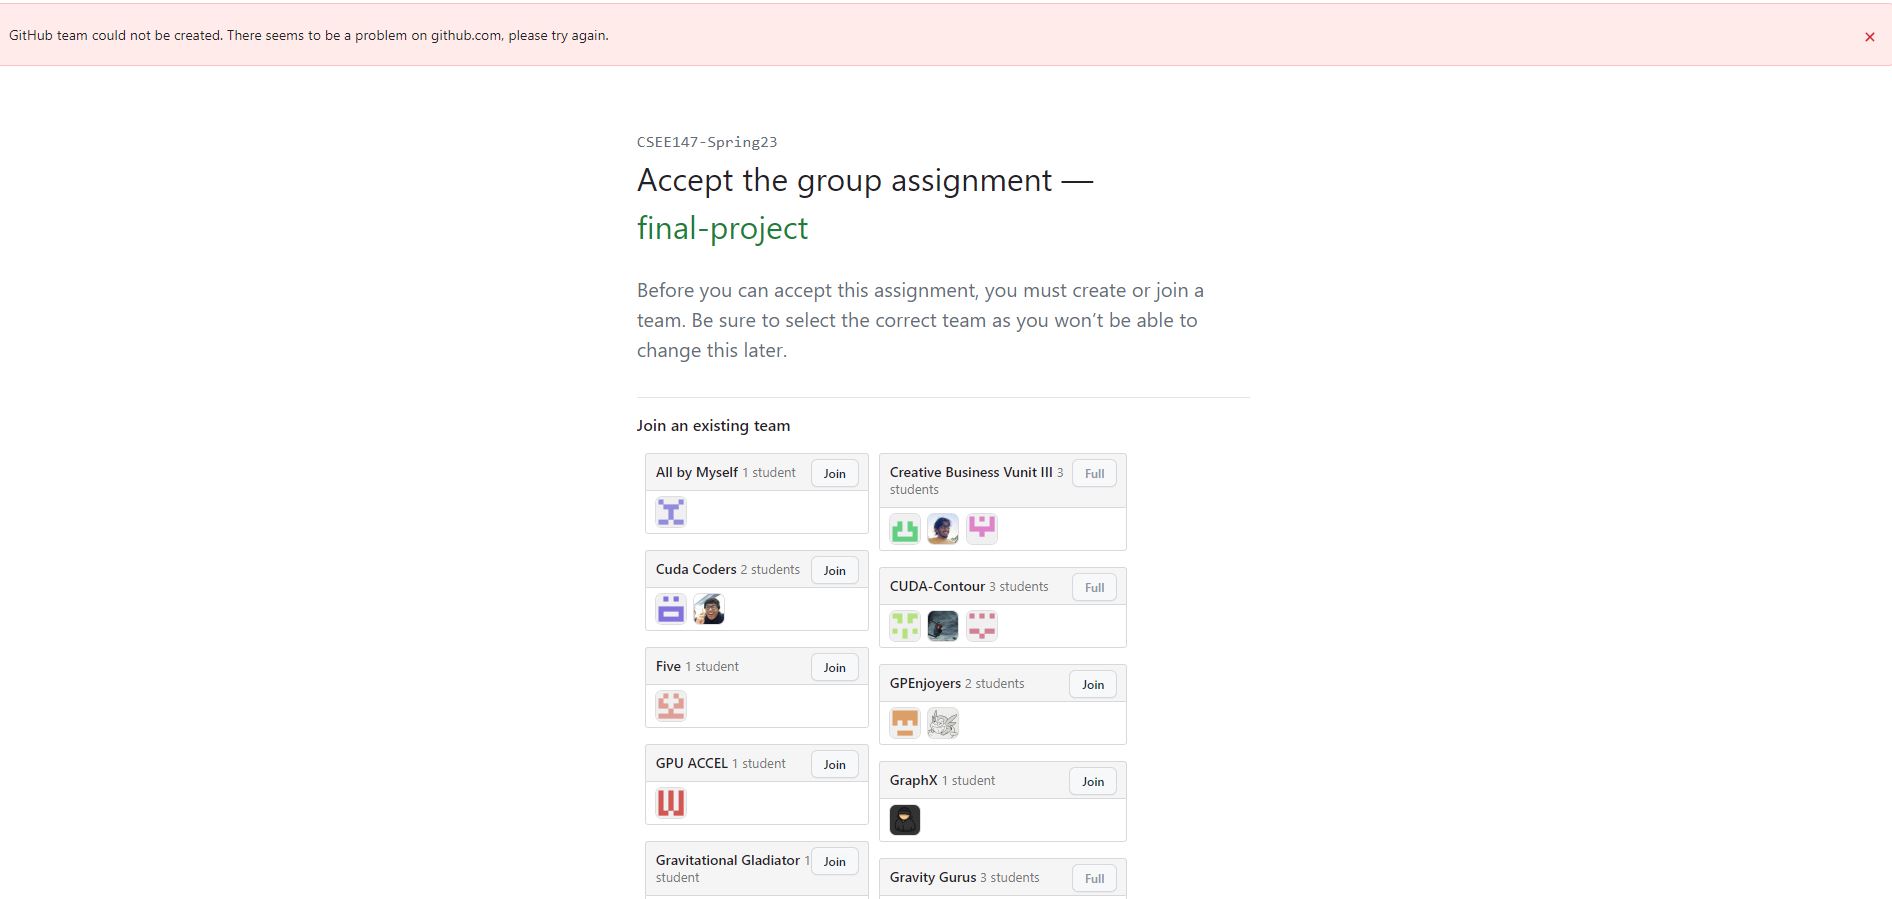 GitHub team could not be created. There seems to be a problem on github.com, please try again.
CSEE147-Spring23
Accept the group assignment —
final-project
Before you can accept this assignment, you must create or join a
team. Be sure to select the correct team as you won’t be able to
change this later.
Join an existing team
All by Myself 1 student Join
Creative Business Vunit III 3 Full
students
Cuda Coders 2 students Join
CUDA-Contour 3 students Full
Five 1 student Join
GPEnjoyers 2 students Join
GPU ACCEL 1 student Join
GraphX 1 student Join
Gravitational Gladiator 1 Join
student
Gravity Gurus 3 students Full